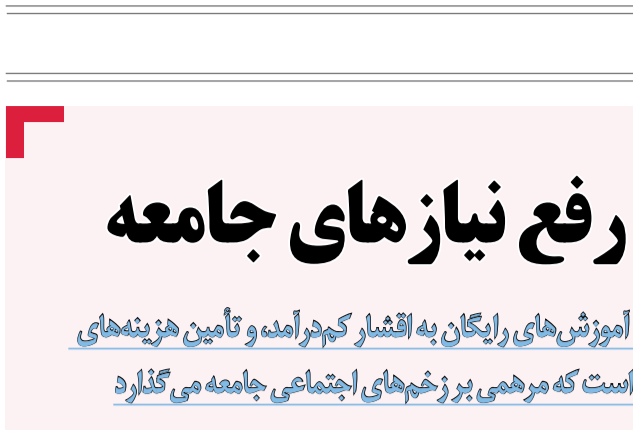 رفع نیازهای جامعه
آموزش‌های رایگان به اقشار کم‌درآمد، و تأمین هزینه‌های
است که مرهمی بر زخم‌های اجتماعی جامعه می‌گذارد